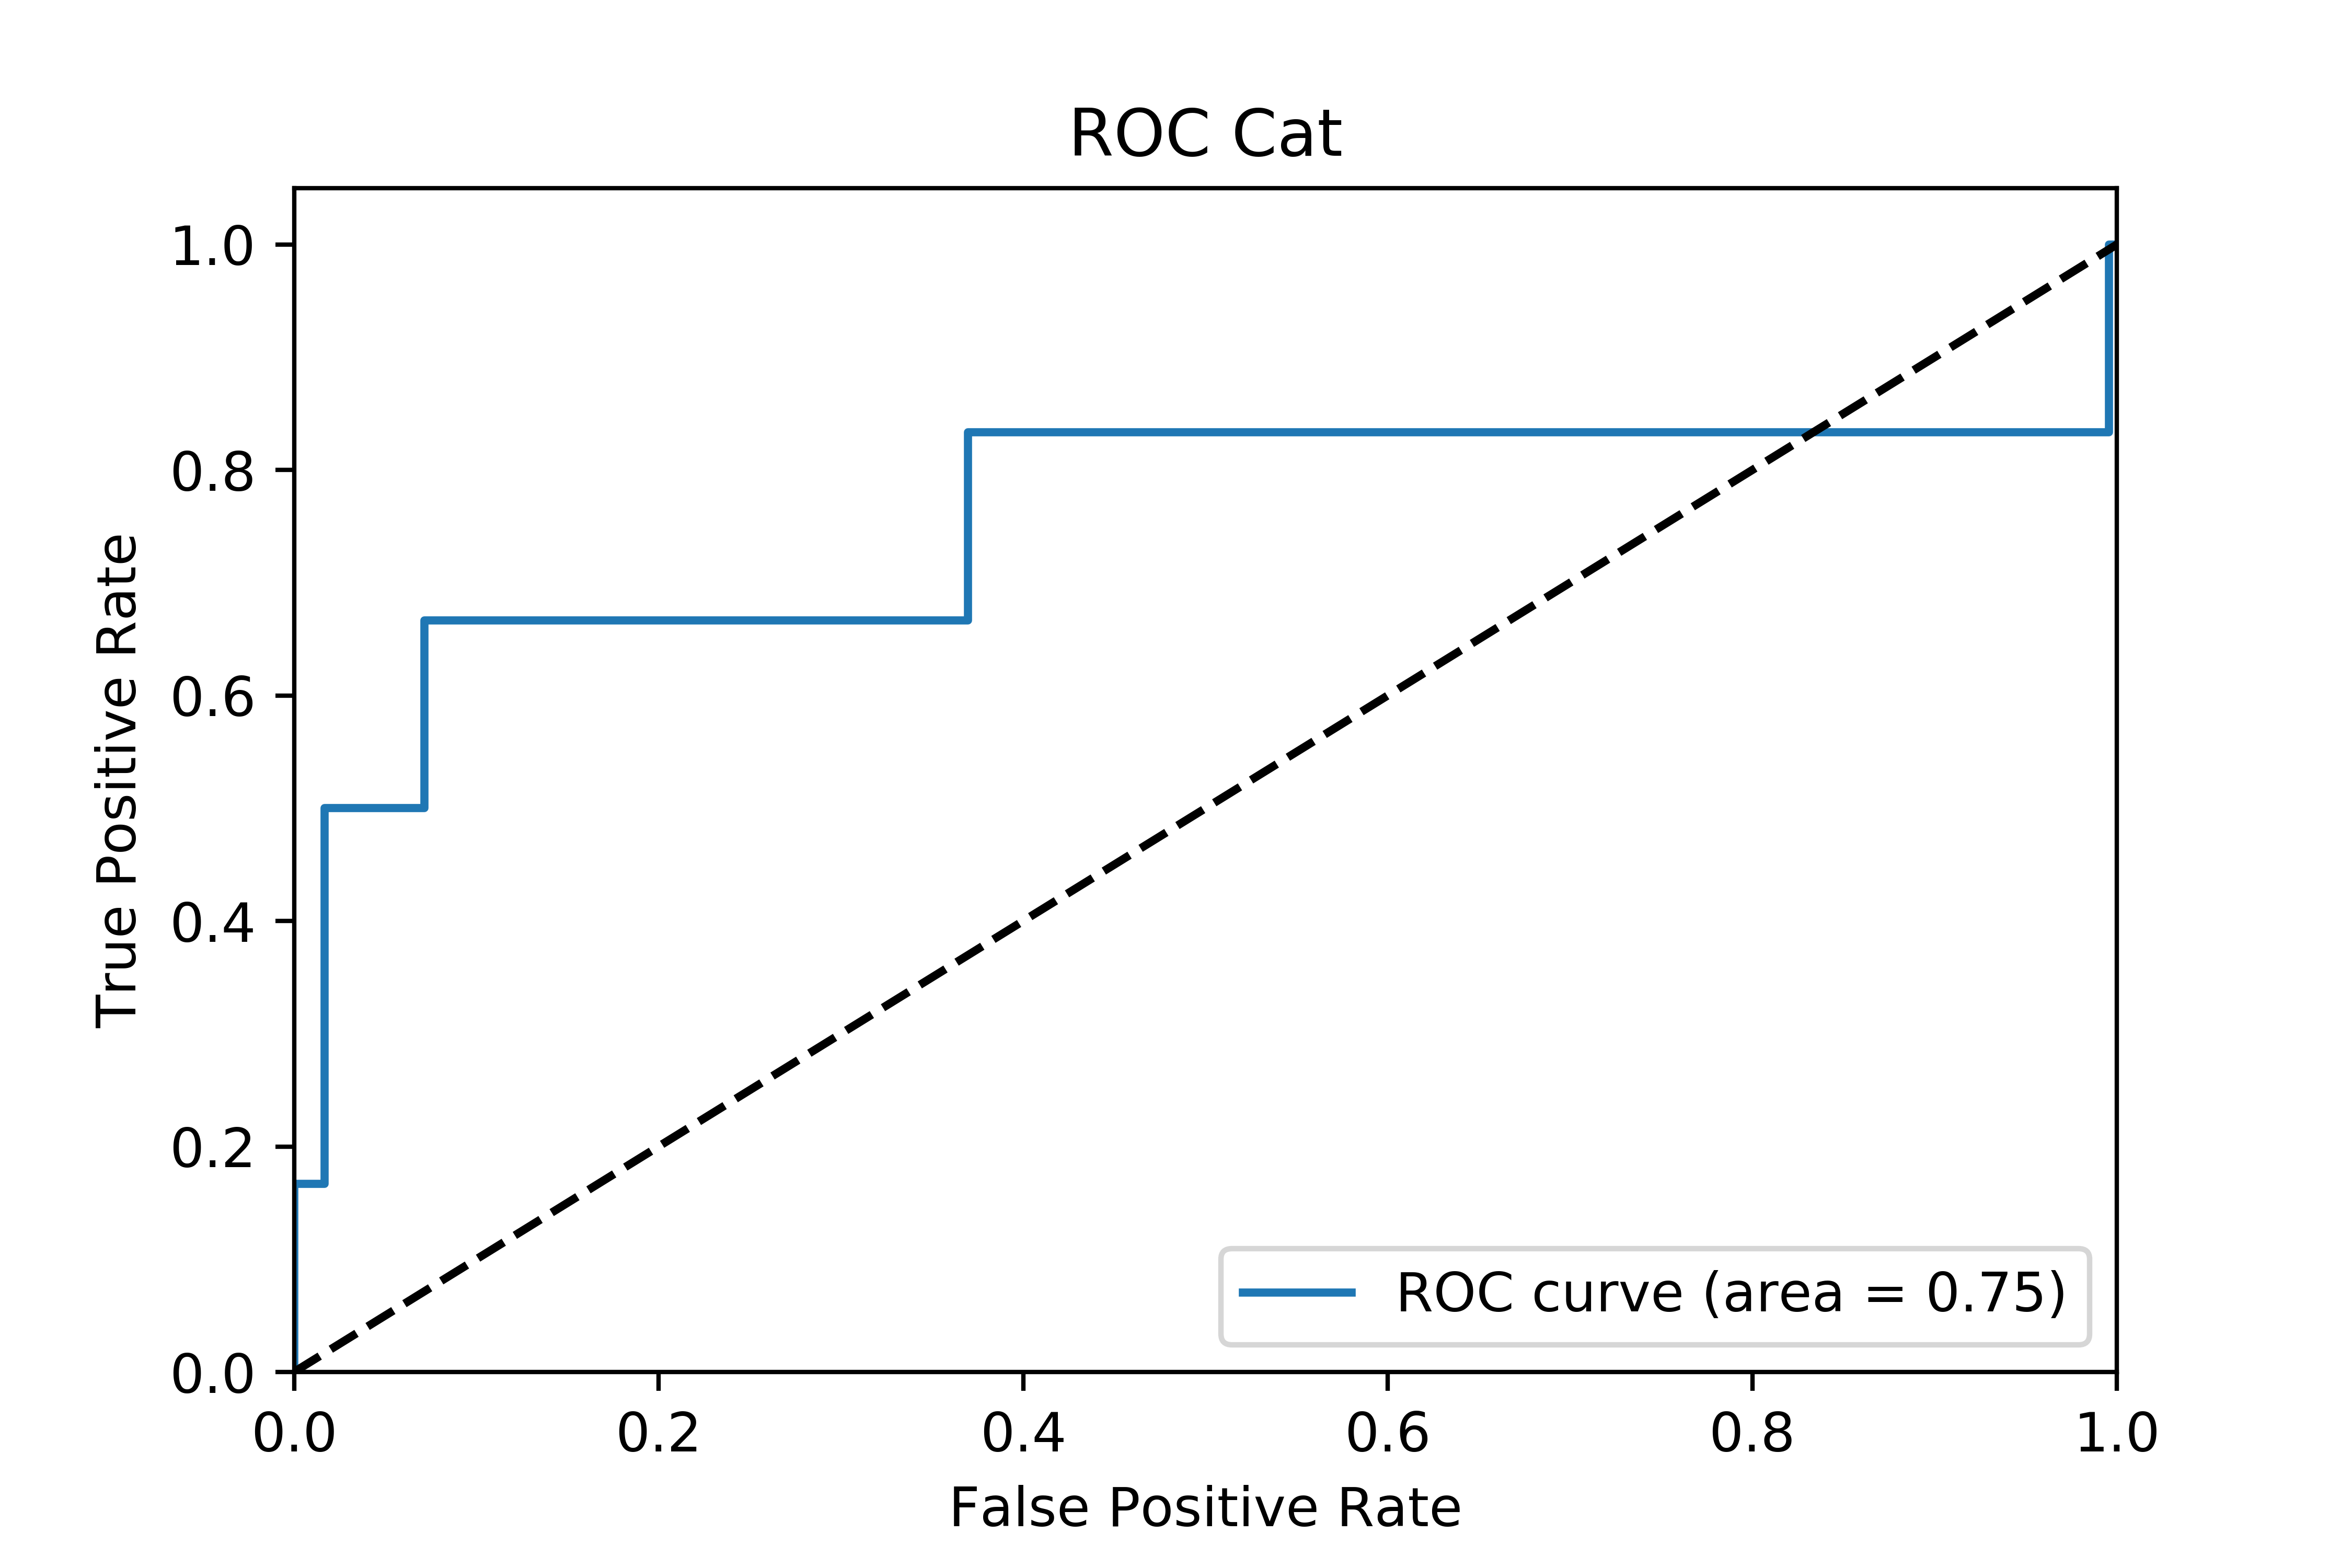 ROC Cat
True Positive Rate
1.0
0.8
0.6
0.4
0.2
0.0
ROC curve (area = 0.75)
0.0 0.2 0.4 0.6 0.8 1.0
False Positive Rate